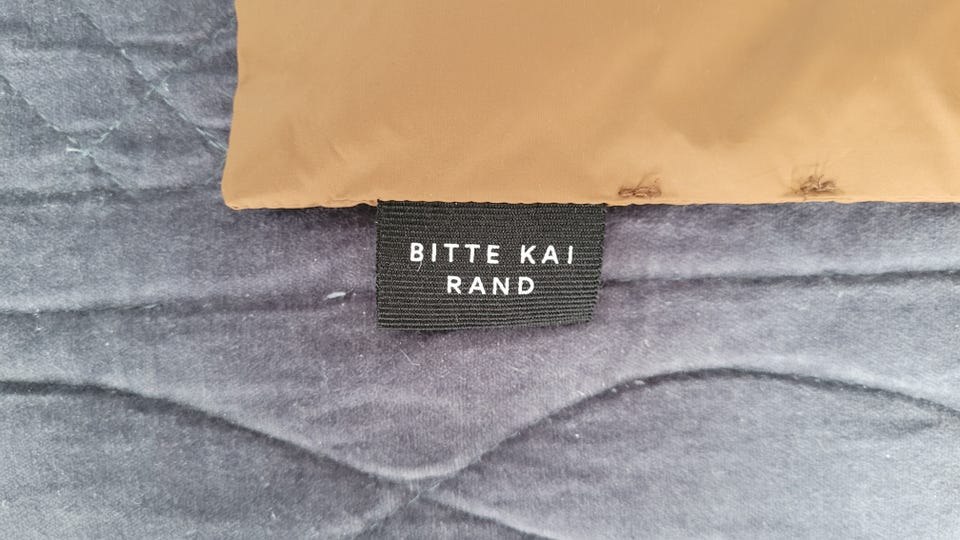 BITTE KAI
RAND